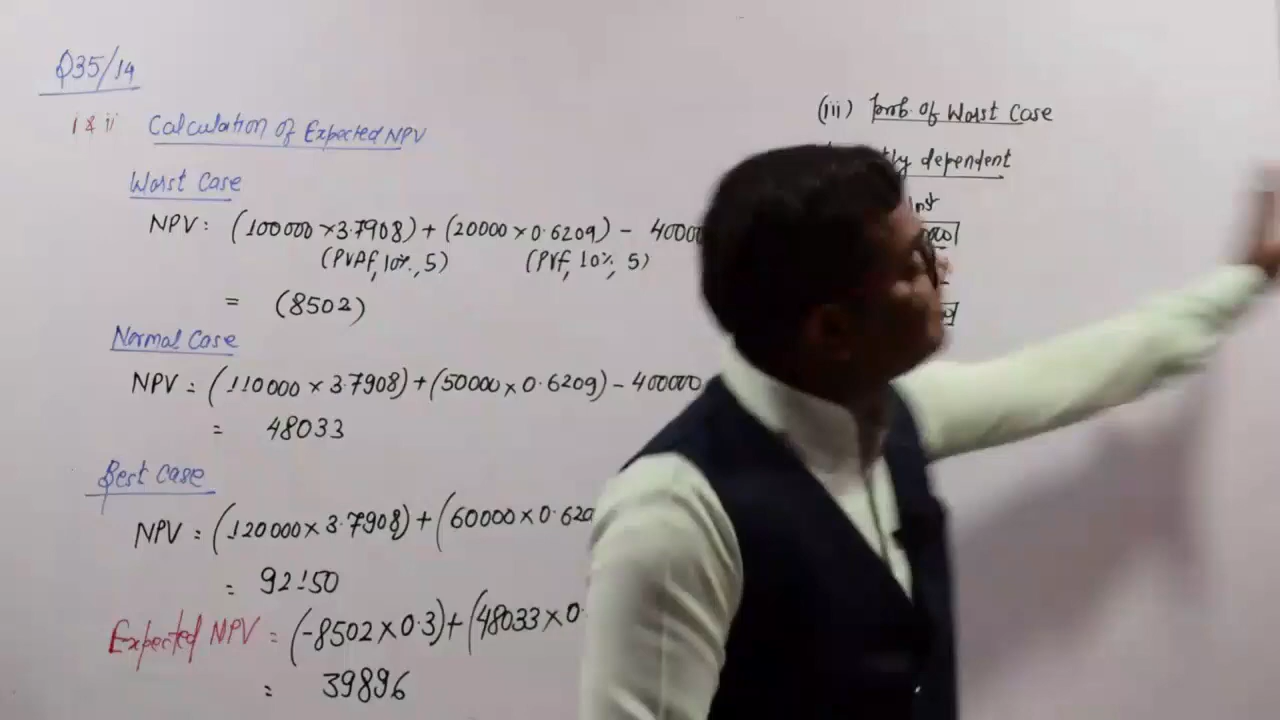 Q35/14
i & ii Calculation of Expected NPV
Worst Case
NPV: (100000 × 3.7908) + (20000 × 0.6209) - 40000
(PVAf, 10%, 5) (PVf, 10%, 5)
= (8502)
Normal Case
NPV = (110000 × 3.7908) + (50000 × 0.6209) - 400000
= 48033
Best Case
NPV = (120000 × 3.7908) + (60000 × 0.620
= 92150
Expected NPV = (-8502 × 0.3) + (48033 × 0.
= 39896
(iii) Prob. Of Worst Case
dependent